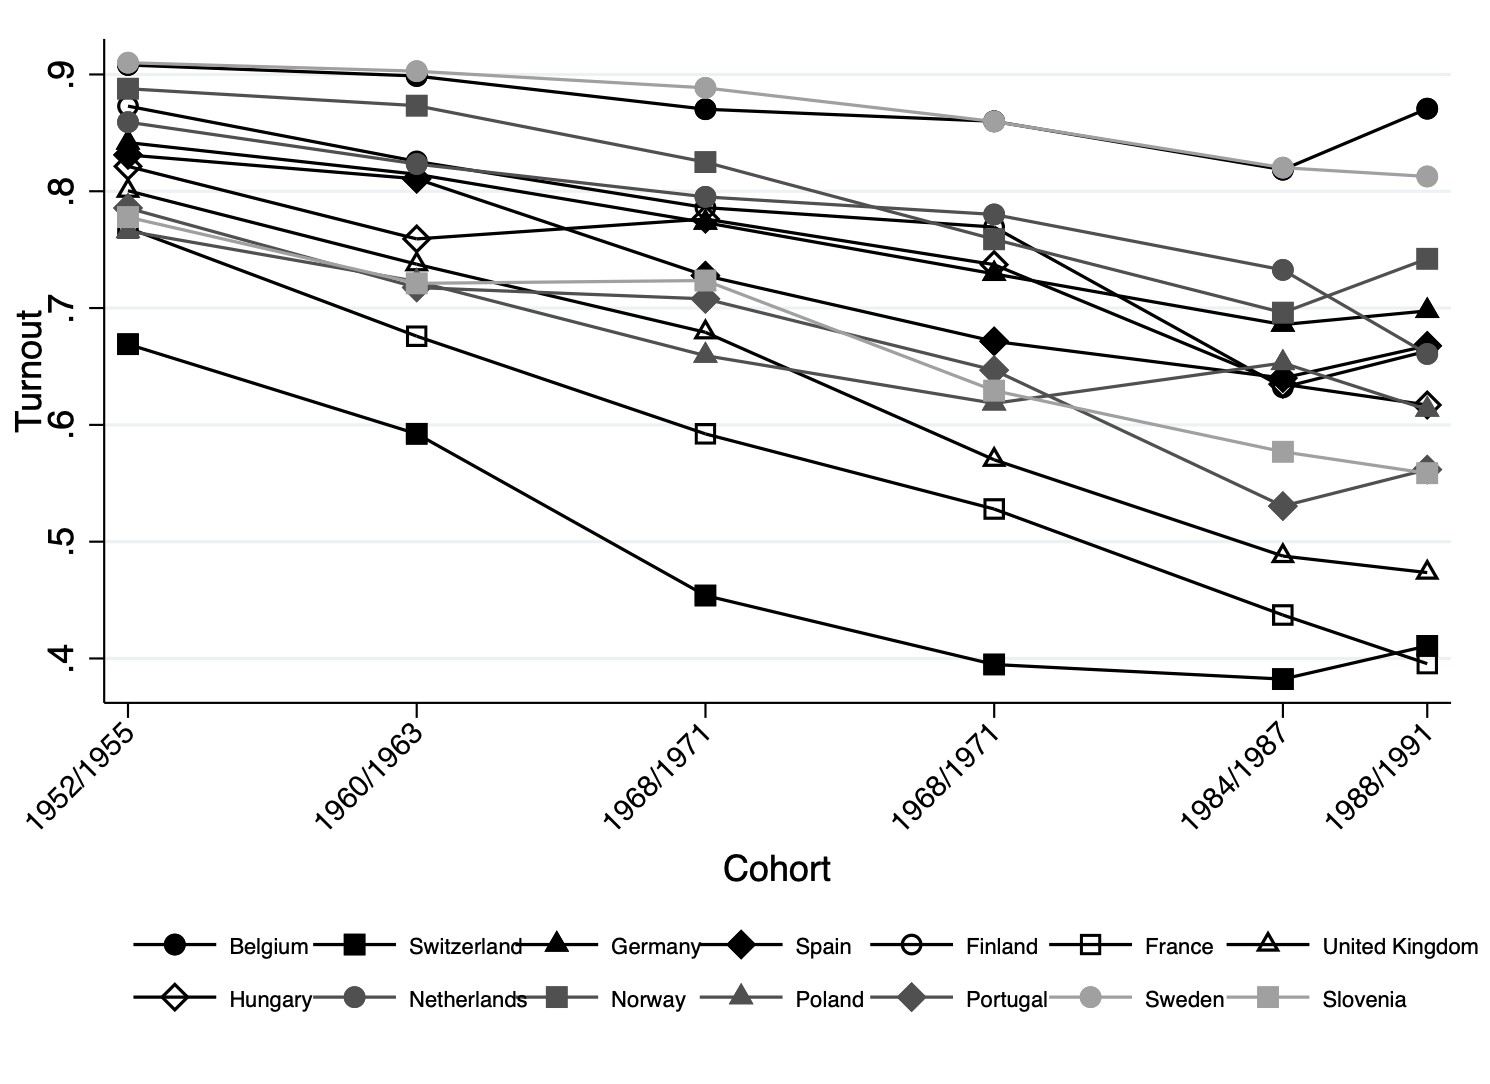 Turnout
.9
.8
.7
.6
.5
.4
1952/1955 1960/1963 1968/1971 1968/1971 1984/1987 1988/1991
Cohort
Belgium Switzerland Germany Spain Finland France United Kingdom
Hungary Netherlands Norway Poland Portugal Sweden Slovenia